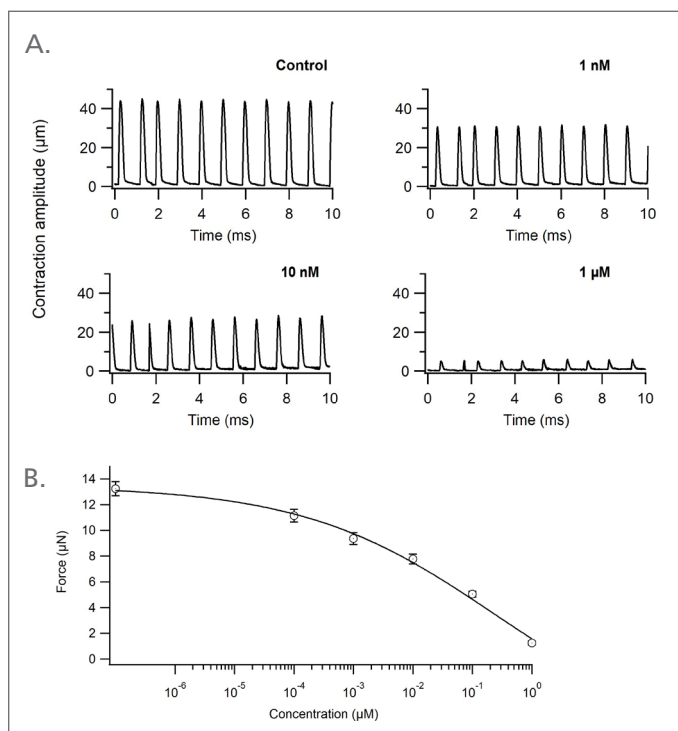 A.
Control
1 nM
Contraction amplitude (µm)
40
20
0
0 2 4 6 8 10
Time (ms)
40
20
0
0 2 4 6 8 10
Time (ms)
10 nM
1 µM
40
20
0
0 2 4 6 8 10
Time (ms)
40
20
0
0 2 4 6 8 10
Time (ms)
B.
Force (µN)
14
12
10
8
6
4
2
0
10⁻⁶ 10⁻⁵ 10⁻⁴ 10⁻³ 10⁻² 10⁻¹ 10⁰
Concentration (µM)